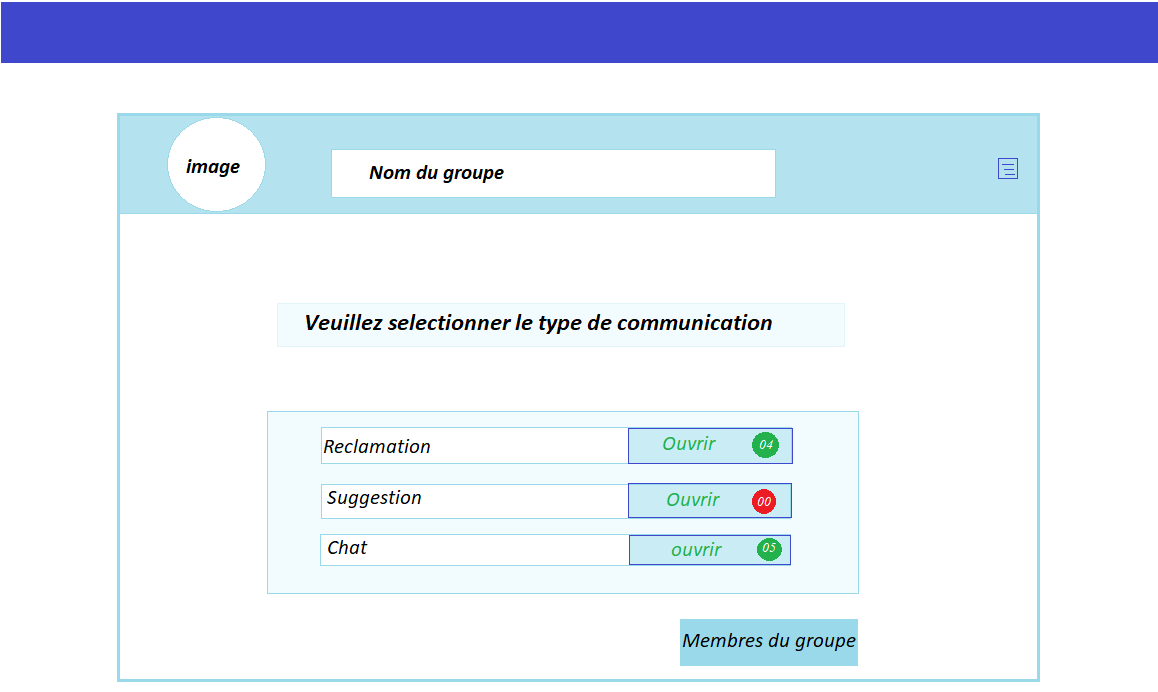 image
Nom du groupe
Veuillez selectionner le type de communication
Reclamation Ouvrir 04
Suggestion Ouvrir 00
Chat ouvrir 05
Membres du groupe